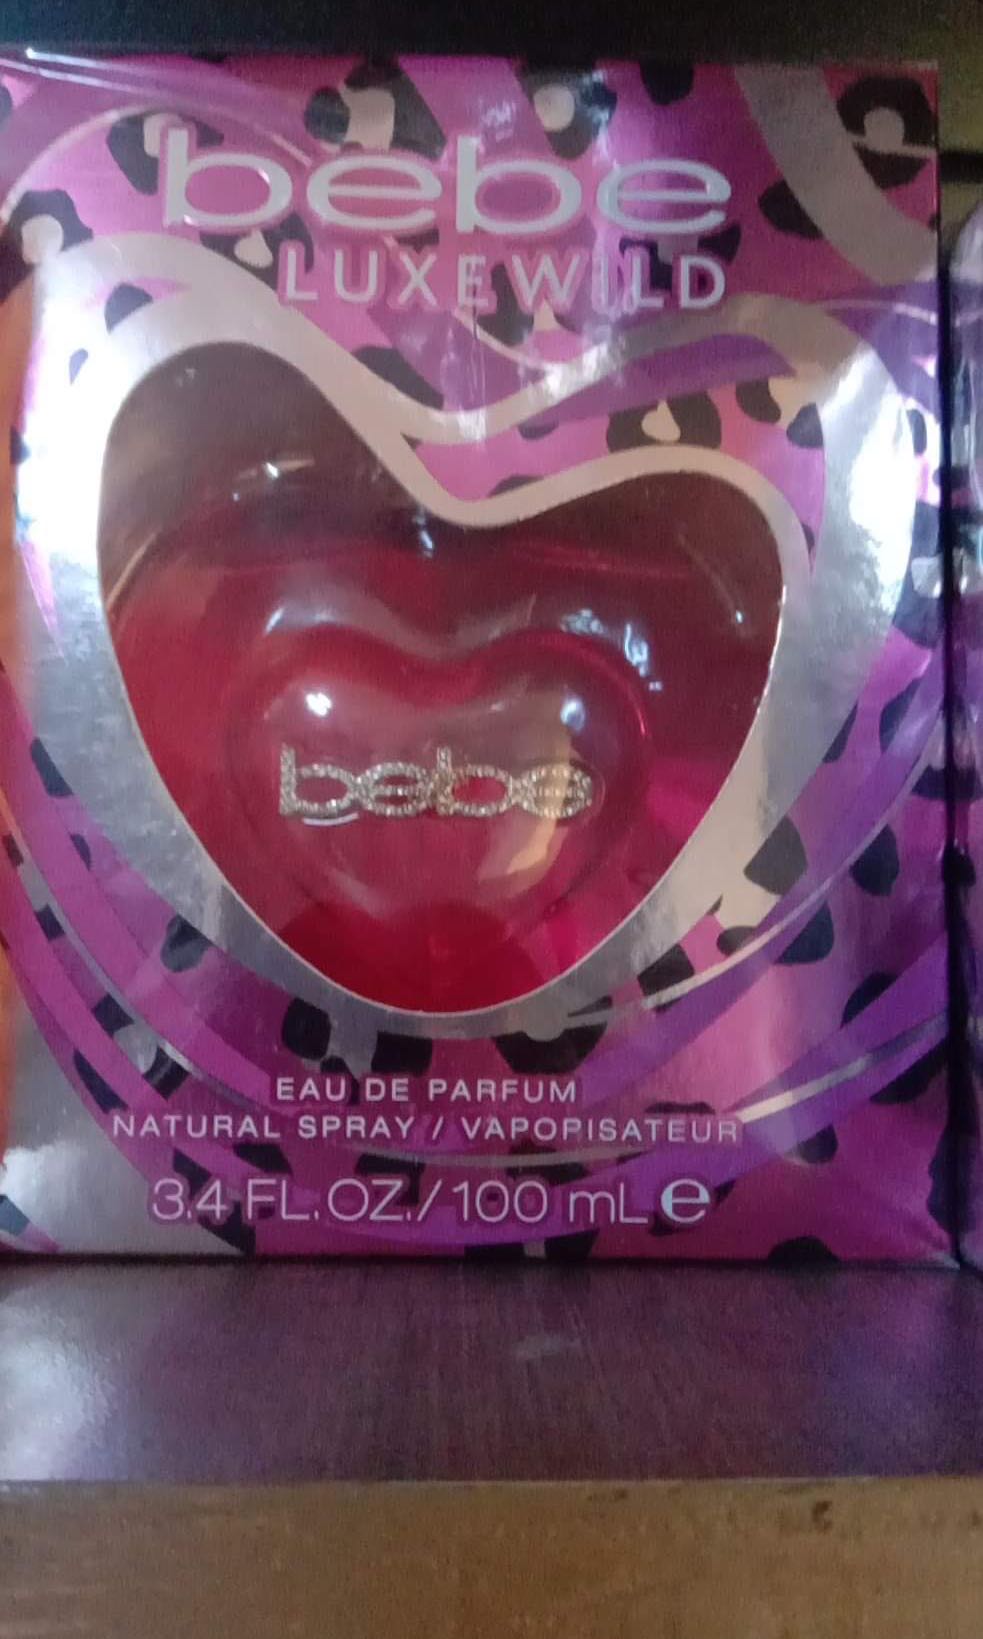 bebe
LUXEWILD
bebe
EAU DE PARFUM
NATURAL SPRAY / VAPOPISATEUR
3.4 FL.OZ./100 mL ℮